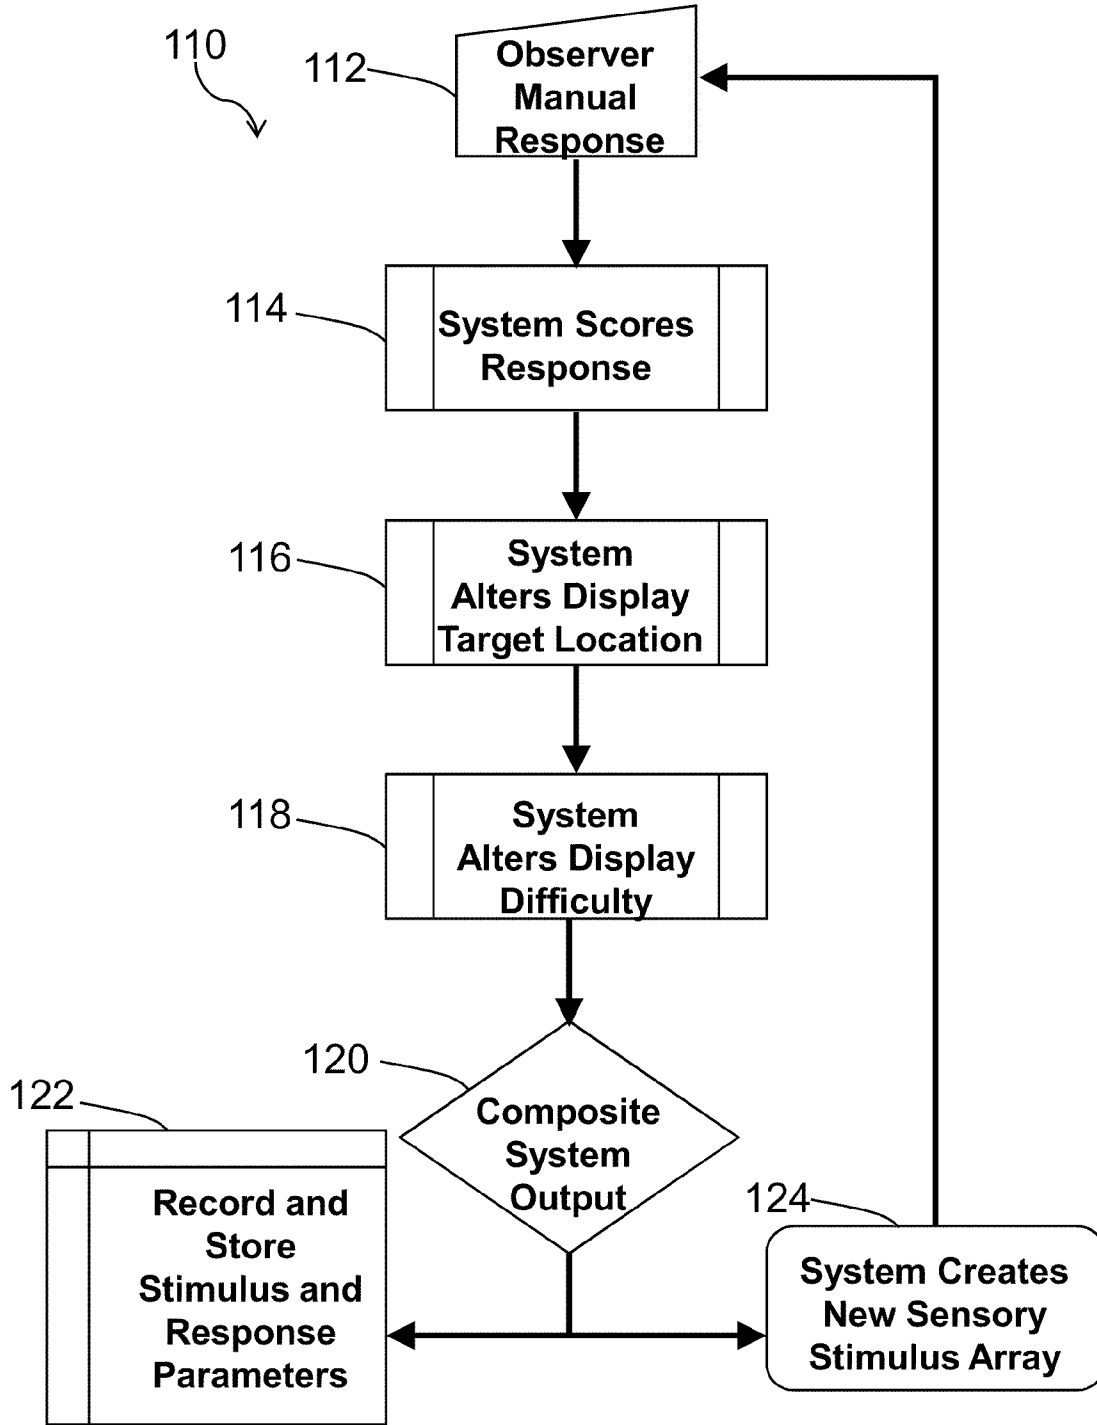 110
112
Observer
Manual
Response
114
System Scores
Response
116
System
Alters Display
Target Location
118
System
Alters Display
Difficulty
120
Composite
System
Output
122
Record and
Store
Stimulus and
Response
Parameters
124
System Creates
New Sensory
Stimulus Array